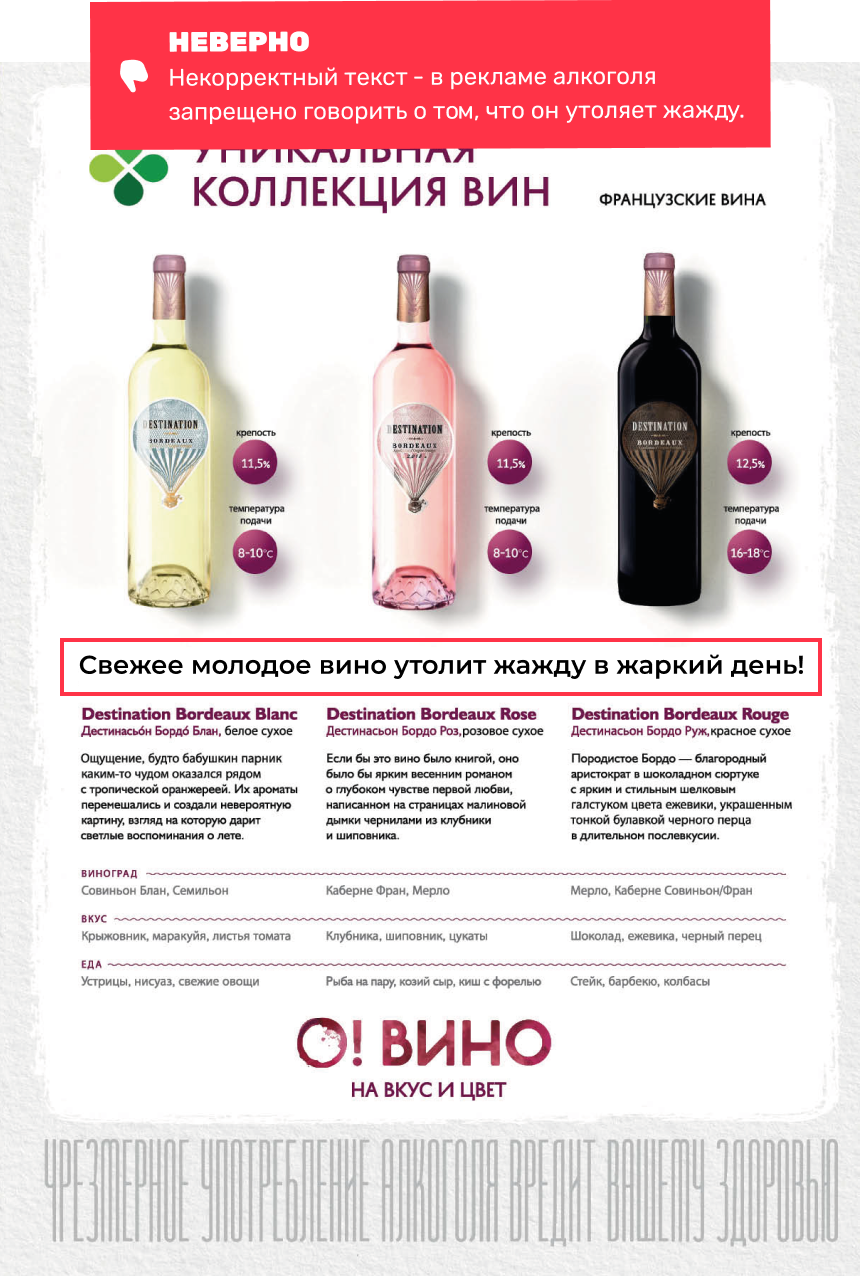 НЕВЕРНО
Некорректный текст - в рекламе алкоголя
запрещено говорить о том, что он утоляет жажду.
УНИКАЛЬНАЯ
КОЛЛЕКЦИЯ ВИН
ФРАНЦУЗСКИЕ ВИНА
DESTINATION
BORDEAUX
крепость
11,5%
температура
подачи
8-10°C
DESTINATION
BORDEAUX
крепость
11,5%
температура
подачи
8-10°C
DESTINATION
BORDEAUX
крепость
12,5%
температура
подачи
16-18°C
Свежее молодое вино утолит жажду в жаркий день!
Destination Bordeaux Blanc
Дестинасьо́н Бордо́ Блан, белое сухое
Ощущение, будто бабушкин парник
каким-то чудом оказался рядом
с тропической оранжереей. Их ароматы
перемешались и создали невероятную
картину, взгляд на которую дарит
светлые воспоминания о лете.
Destination Bordeaux Rose
Дестинасьон Бордо Роз,розовое сухое
Если бы это вино было книгой, оно
было бы ярким весенним романом
о глубоком чувстве первой любви,
написанном на страницах малиновой
дымки чернилами из клубники
и шиповника.
Destination Bordeaux Rouge
Дестинасьон Бордо Руж,красное сухое
Породистое Бордо — благородный
аристократ в шоколадном сюртуке
с ярким и стильным шелковым
галстуком цвета ежевики, украшенным
тонкой булавкой черного перца
в длительном послевкусии.
ВИНОГРАД
Совиньон Блан, Семильон
Каберне Фран, Мерло
Мерло, Каберне Совиньон/Фран
ВКУС
Крыжовник, маракуйя, листья томата
Клубника, шиповник, цукаты
Шоколад, ежевика, черный перец
ЕДА
Устрицы, нисуаз, свежие овощи
Рыба на пару, козий сыр, киш с форелью
Стейк, барбекю, колбасы
О! ВИНО
НА ВКУС И ЦВЕТ
ЧРЕЗМЕРНОЕ УПОТРЕБЛЕНИЕ АЛКОГОЛЯ ВРЕДИТ ВАШЕМУ ЗДОРОВЬЮ